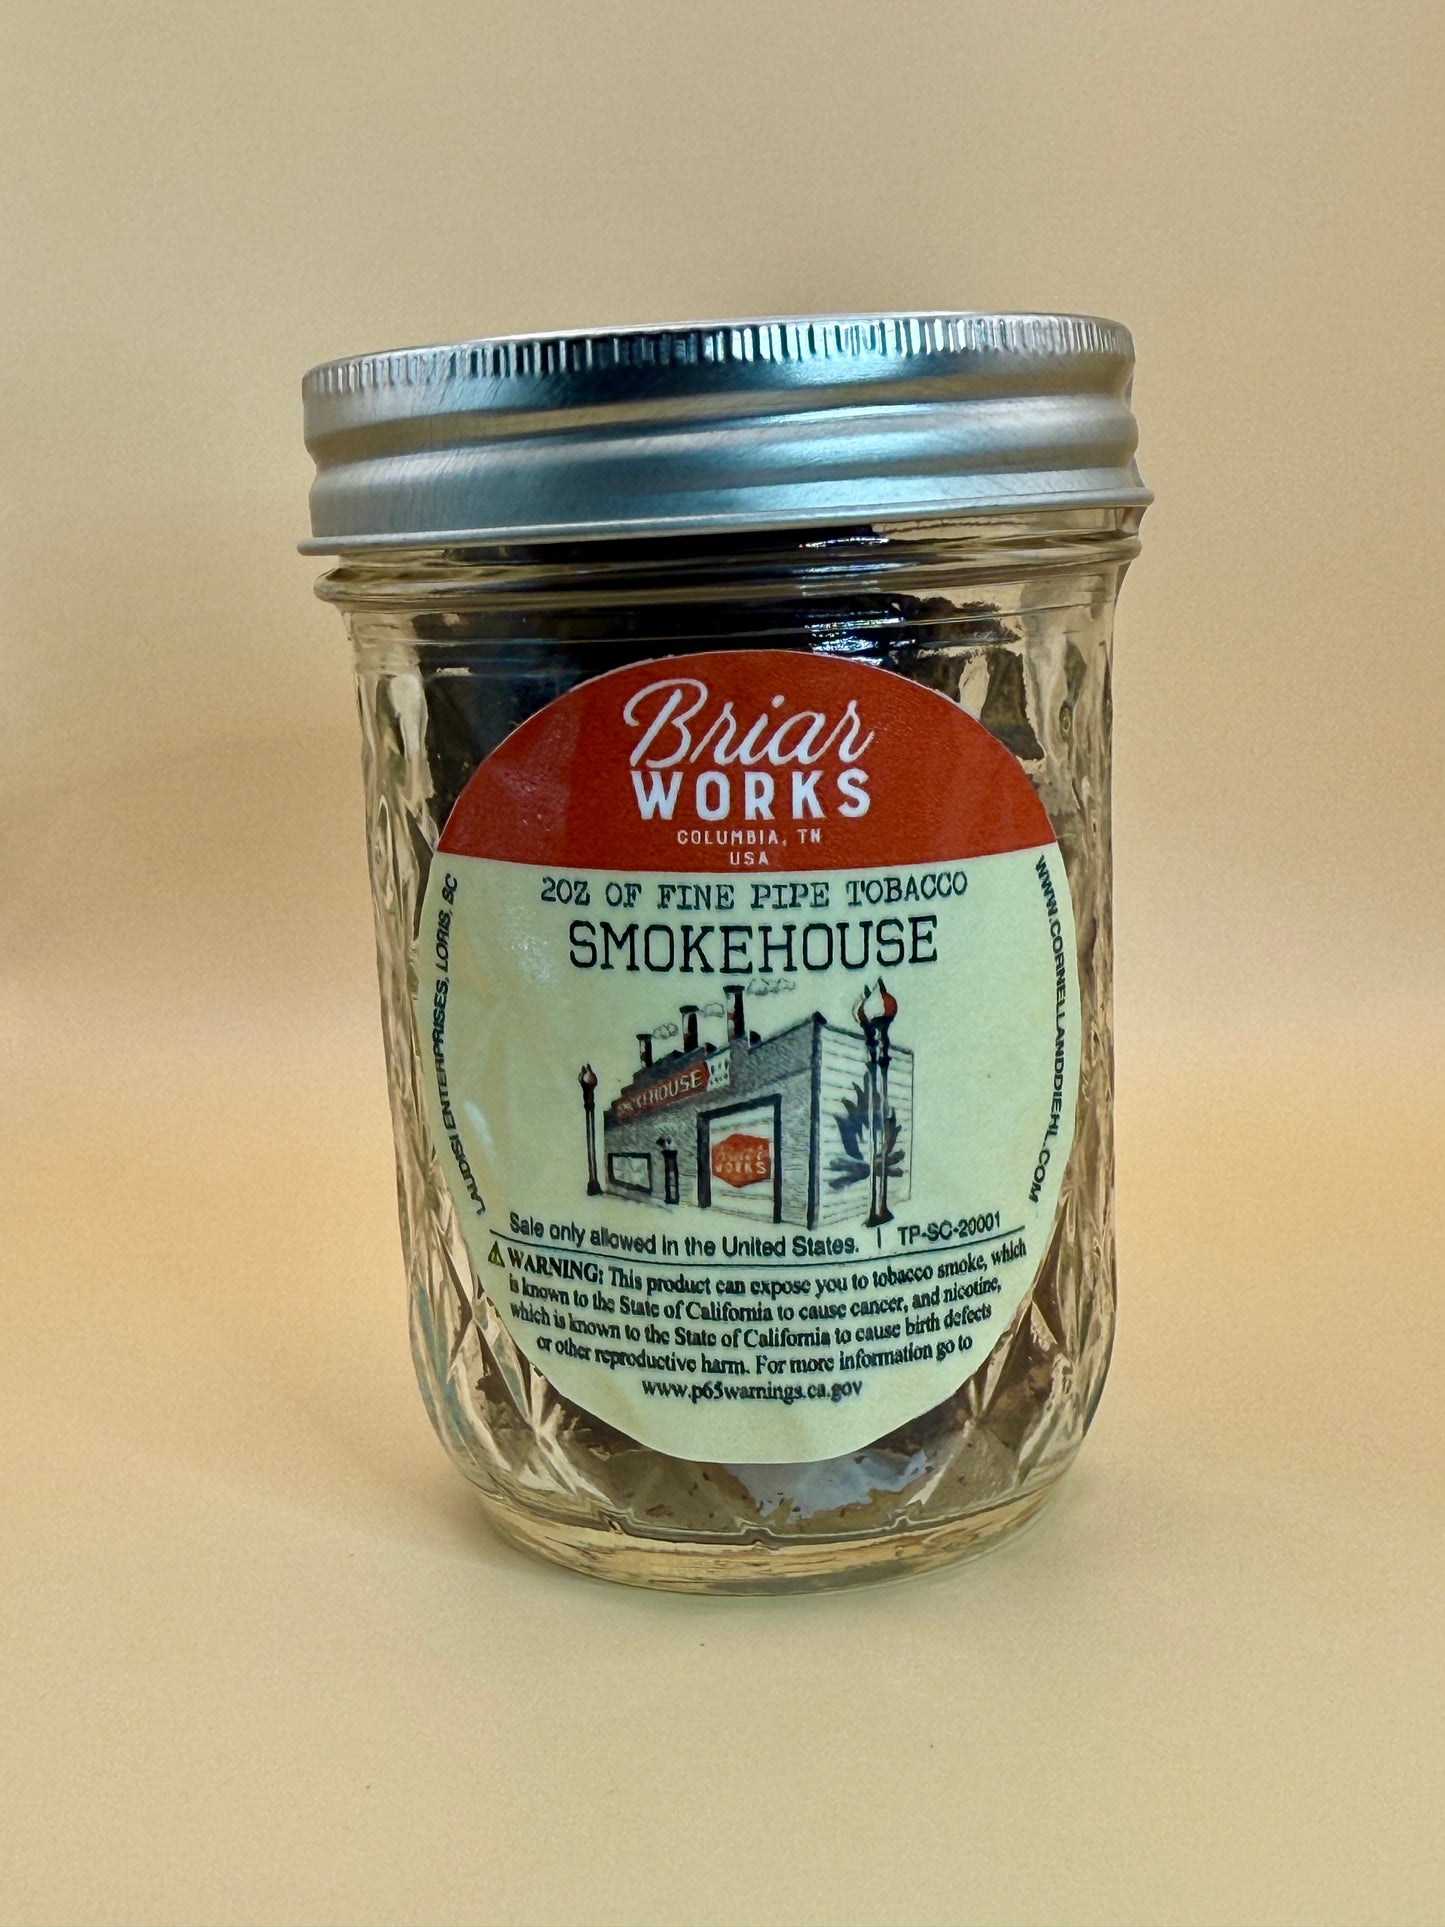 Briar
WORKS
COLUMBIA, TN
USA
2OZ OF FINE PIPE TOBACCO
SMOKEHOUSE
LAUDISI ENTERPRISES, LORIS, SC
WWW.CORNELLANDDIEHL.COM
WORKS
Sale only allowed in the United States. | TP-SC-20001
⚠ WARNING: This product can expose you to tobacco smoke, which
is known to the State of California to cause cancer, and nicotine,
which is known to the State of California to cause birth defects
or other reproductive harm. For more information go to
www.p65warnings.ca.gov